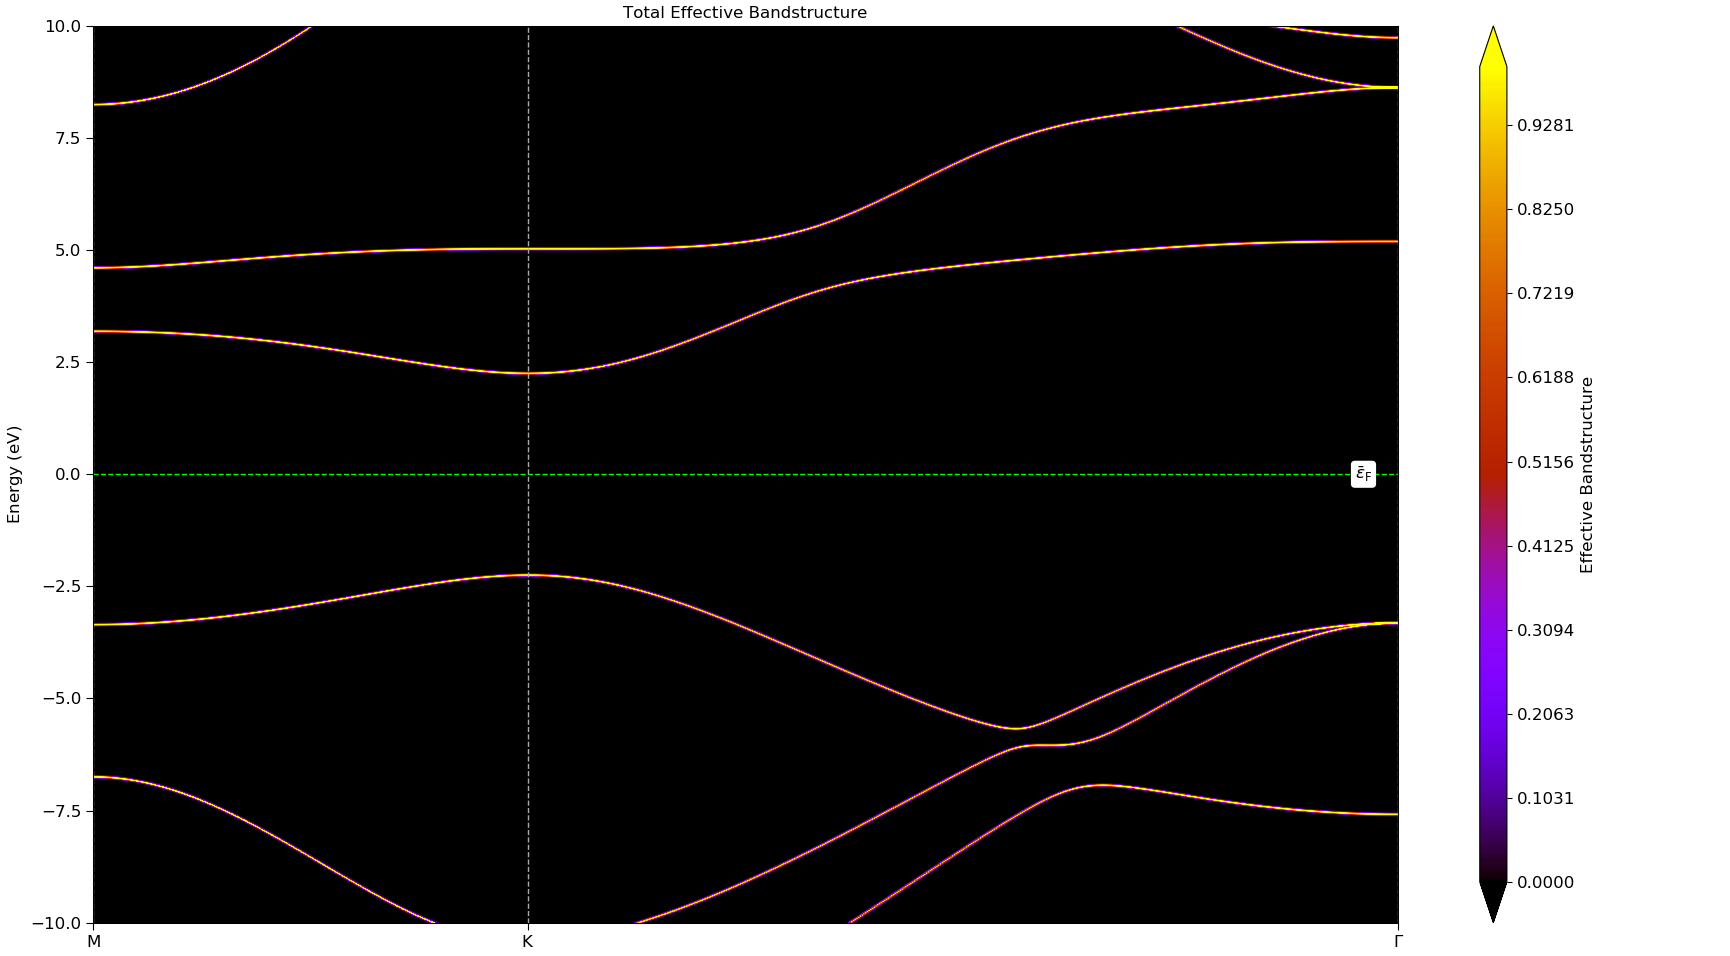 Total Effective Bandstructure
10.0
7.5
5.0
2.5
0.0
−2.5
−5.0
−7.5
−10.0
Energy (eV)
M
K
Γ
ε̄F
0.9281
0.8250
0.7219
0.6188
0.5156
0.4125
0.3094
0.2063
0.1031
0.0000
Effective Bandstructure